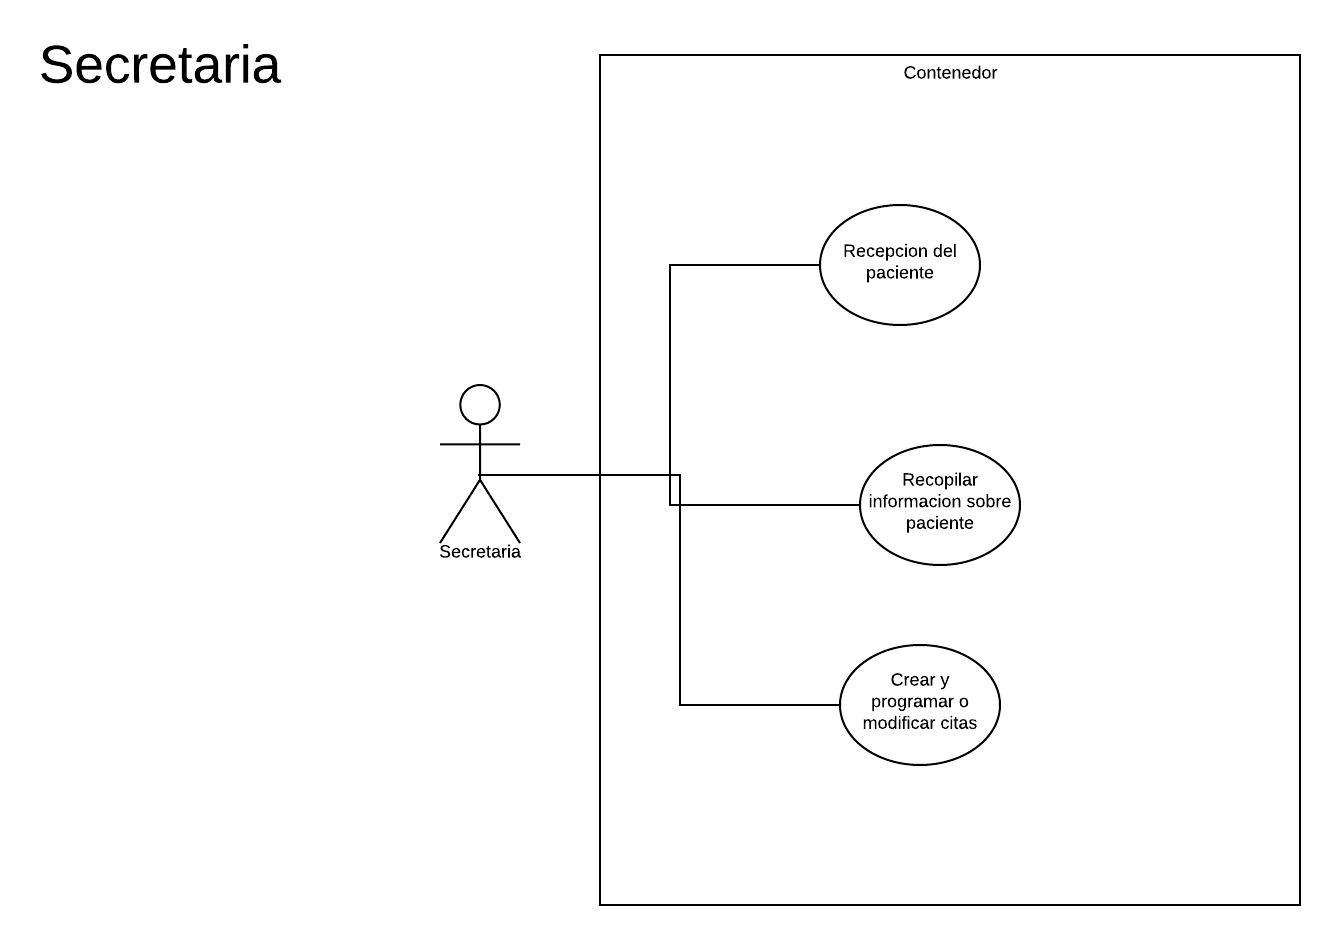 Secretaria
Contenedor
Recepcion del
paciente
Recopilar
informacion sobre
paciente
Secretaria
Crear y
programar o
modificar citas